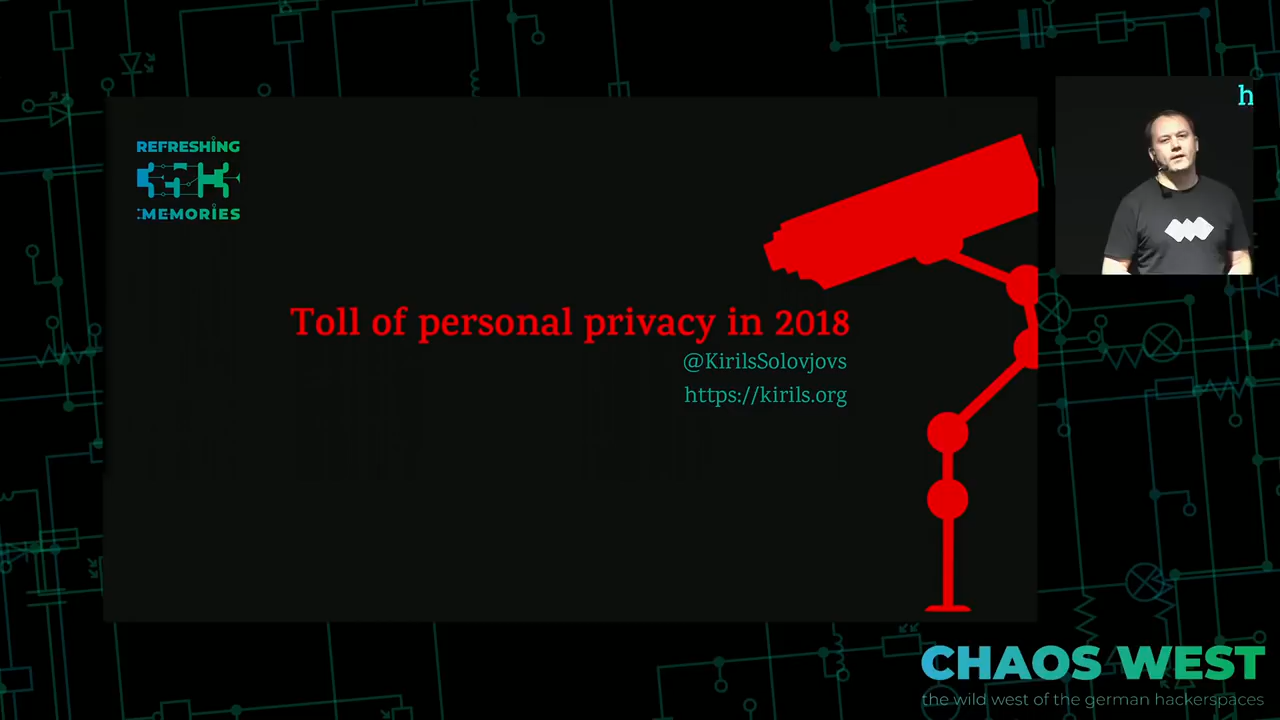 REFRESHING
35C3
:MEMORIES
h
Toll of personal privacy in 2018
@KirilsSolovjovs
https://kirils.org
CHAOS WEST
the wild west of the german hackerspaces